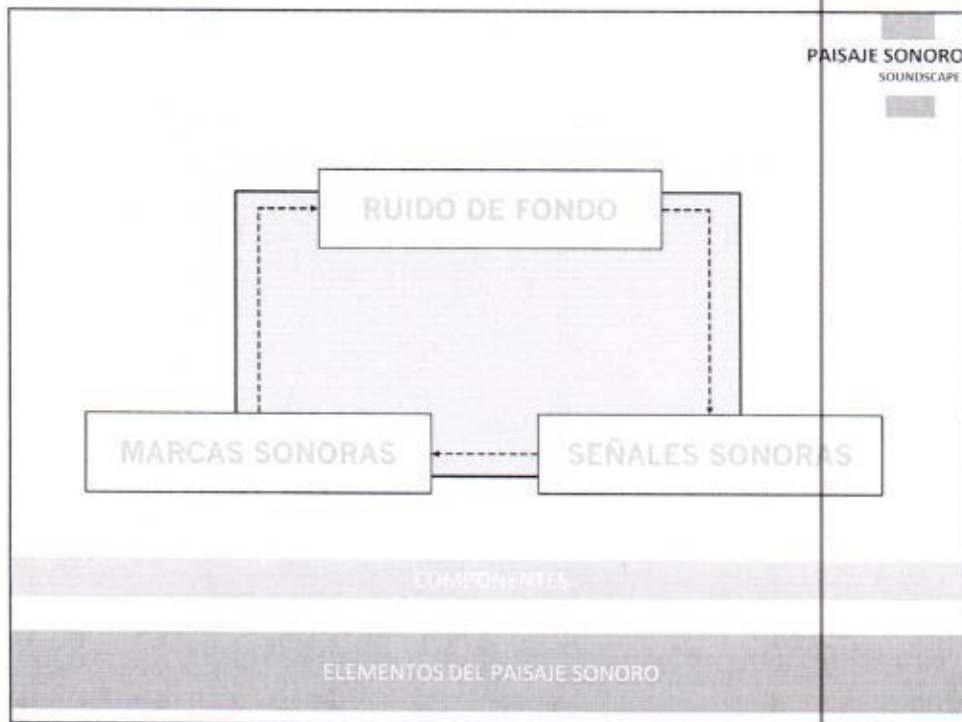 PAISAJE SONORO
SOUNDSCAPE
RUIDO DE FONDO
MARCAS SONORAS
SEÑALES SONORAS
COMPONENTES
ELEMENTOS DEL PAISAJE SONORO